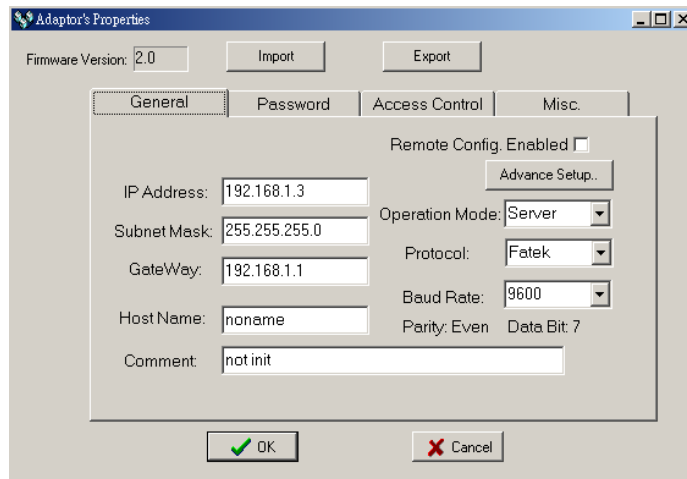 Adaptor's Properties
Firmware Version: 2.0 Import Export
General Password Access Control Misc.
Remote Config. Enabled
Advance Setup..
IP Address: 192.168.1.3
Operation Mode: Server
Subnet Mask: 255.255.255.0
Protocol: Fatek
GateWay: 192.168.1.1
Baud Rate: 9600
Host Name: noname
Parity: Even Data Bit: 7
Comment: not init
OK Cancel